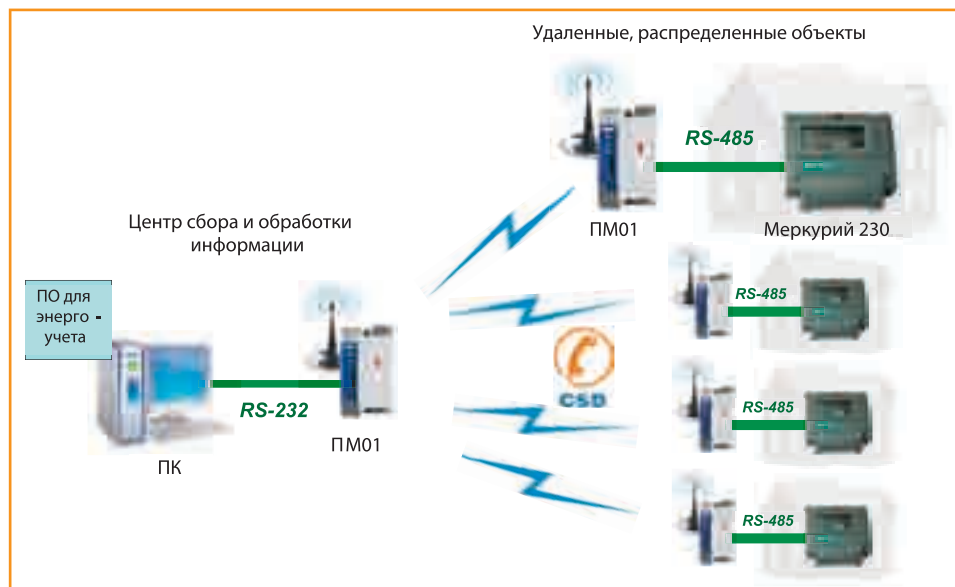 Удаленные, распределенные объекты
RS-485
ПМ01
Меркурий 230
Центр сбора и обработки
информации
ПО для
энерго -
учета
RS-232
ПМ01
ПК
CSD
RS-485
RS-485
RS-485